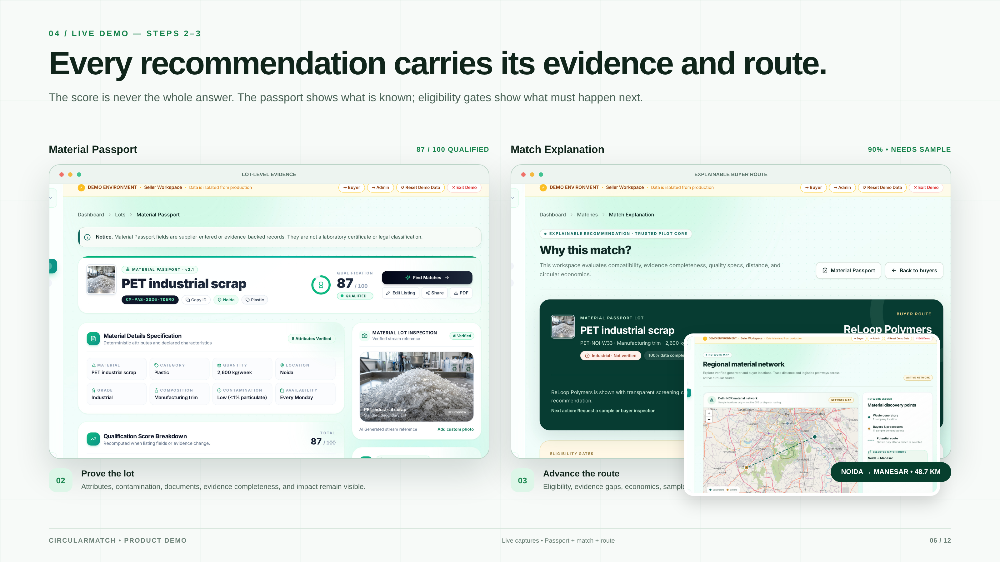 04 / LIVE DEMO — STEPS 2–3
Every recommendation carries its evidence and route.
The score is never the whole answer. The passport shows what is known; eligibility gates show what must happen next.
Material Passport
87 / 100 QUALIFIED
LOT-LEVEL EVIDENCE
DEMO ENVIRONMENT · Seller Workspace · Data is isolated from production
→ Buyer → Admin ↺ Reset Demo Data ✕ Exit Demo
Dashboard > Lots > Material Passport
Notice. Material Passport fields are supplier-entered or evidence-backed records. They are not a laboratory certificate or legal classification.
MATERIAL PASSPORT · v2.1
PET industrial scrap
CM-PAS-2026-TDEMO Copy ID Noida Plastic
QUALIFICATION
87 / 100
QUALIFIED
Find Matches →
Edit Listing Share PDF
Material Details Specification
Deterministic attributes and declared characteristics
8 Attributes Verified
MATERIAL CATEGORY QUANTITY LOCATION
PET industrial scrap Plastic 2,600 kg/week Noida
GRADE COMPOSITION CONTAMINATION AVAILABILITY
Industrial Manufacturing trim Low (<1% particulate) Every Monday
Qualification Score Breakdown
Recomputed when listing fields or evidence change.
TOTAL
87 / 100
MATERIAL LOT INSPECTION
Verified stream reference
AI Verified
PET industrial scrap
Standard Secondary Lot
HD Preview
AI Generated stream reference Add custom photo
02
Prove the lot
Attributes, contamination, documents, evidence completeness, and impact remain visible.
Match Explanation
90% • NEEDS SAMPLE
EXPLAINABLE BUYER ROUTE
DEMO ENVIRONMENT · Seller Workspace · Data is isolated from production
→ Buyer → Admin ↺ Reset Demo Data ✕ Exit Demo
Dashboard > Matches > Match Explanation
EXPLAINABLE RECOMMENDATION · TRUSTED PILOT CORE
Why this match?
This workspace evaluates compatibility, evidence completeness, quality specs, distance, and
circular economics.
Material Passport ← Back to buyers
MATERIAL PASSPORT LOT
PET industrial scrap
PET-NOI-W33 · Manufacturing trim · 2,600
Industrial · Not verified 100% data
BUYER ROUTE
ReLoop Polymers
ReLoop Polymers is shown with transparent screening
recommendation.
Next action: Request a sample or buyer inspection
ELIGIBILITY GATES
DEMO ENVIRONMENT · Seller Workspace · Data is isolated from production
→ Buyer → Admin ↺ Reset Demo Data ✕ Exit Demo
NETWORK MAP
Regional material network
Explore verified generator and buyer locations. Track distance and logistics pathways across
active circular routes.
ACTIVE NETWORK
Delhi NCR material network
Sample locations only — not live GPS or dispatch routing.
NETWORK MAP
+
−
Bahadurgarh
Delhi
Ghaziabad
NE-2
Najafgarh
Noida
Gurgaon
Greater Noida
Farrukhnagar
Faridabad
Pataudi
Sohna
Generators Buyers
NETWORK LEGEND
Material discovery points
Waste generators
1 company location
Buyers & processors
11 sample demand points
Potential route
Shown only after a match is selected
SELECTED MATCH ROUTE
Noida → Manesar
NOIDA → MANESAR • 48.7 KM
03
Advance the route
Eligibility, evidence gaps, economics,
CIRCULARMATCH • PRODUCT DEMO
Live captures • Passport + match + route
06 / 12